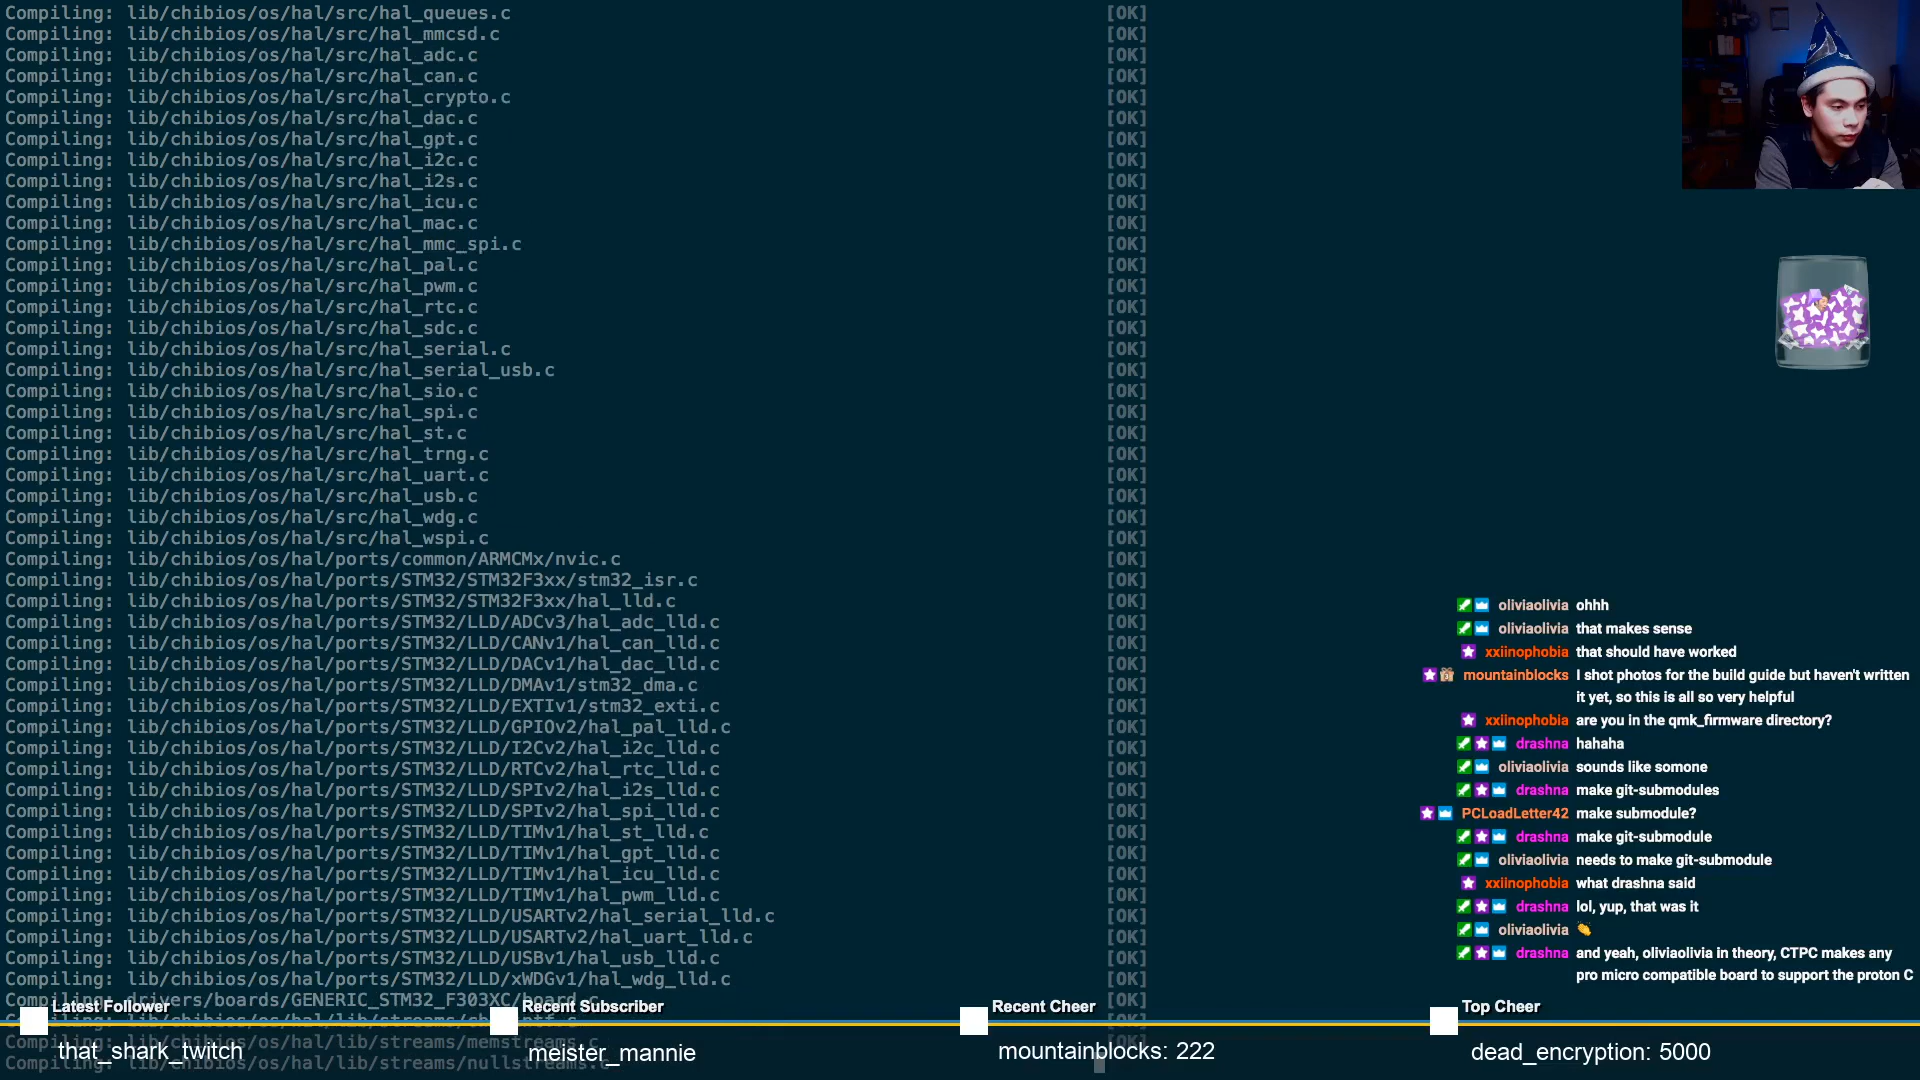 Compiling: lib/chibios/os/hal/src/hal_queues.c [OK]
Compiling: lib/chibios/os/hal/src/hal_mmcsd.c [OK]
Compiling: lib/chibios/os/hal/src/hal_adc.c [OK]
Compiling: lib/chibios/os/hal/src/hal_can.c [OK]
Compiling: lib/chibios/os/hal/src/hal_crypto.c [OK]
Compiling: lib/chibios/os/hal/src/hal_dac.c [OK]
Compiling: lib/chibios/os/hal/src/hal_gpt.c [OK]
Compiling: lib/chibios/os/hal/src/hal_i2c.c [OK]
Compiling: lib/chibios/os/hal/src/hal_i2s.c [OK]
Compiling: lib/chibios/os/hal/src/hal_icu.c [OK]
Compiling: lib/chibios/os/hal/src/hal_mac.c [OK]
Compiling: lib/chibios/os/hal/src/hal_mmc_spi.c [OK]
Compiling: lib/chibios/os/hal/src/hal_pal.c [OK]
Compiling: lib/chibios/os/hal/src/hal_pwm.c [OK]
Compiling: lib/chibios/os/hal/src/hal_rtc.c [OK]
Compiling: lib/chibios/os/hal/src/hal_sdc.c [OK]
Compiling: lib/chibios/os/hal/src/hal_serial.c [OK]
Compiling: lib/chibios/os/hal/src/hal_serial_usb.c [OK]
Compiling: lib/chibios/os/hal/src/hal_sio.c [OK]
Compiling: lib/chibios/os/hal/src/hal_spi.c [OK]
Compiling: lib/chibios/os/hal/src/hal_st.c [OK]
Compiling: lib/chibios/os/hal/src/hal_trng.c [OK]
Compiling: lib/chibios/os/hal/src/hal_uart.c [OK]
Compiling: lib/chibios/os/hal/src/hal_usb.c [OK]
Compiling: lib/chibios/os/hal/src/hal_wdg.c [OK]
Compiling: lib/chibios/os/hal/src/hal_wspi.c [OK]
Compiling: lib/chibios/os/hal/ports/common/ARMCMx/nvic.c [OK]
Compiling: lib/chibios/os/hal/ports/STM32/STM32F3xx/stm32_isr.c [OK]
Compiling: lib/chibios/os/hal/ports/STM32/STM32F3xx/hal_lld.c [OK]
Compiling: lib/chibios/os/hal/ports/STM32/LLD/ADCv3/hal_adc_lld.c [OK]
Compiling: lib/chibios/os/hal/ports/STM32/LLD/CANv1/hal_can_lld.c [OK]
Compiling: lib/chibios/os/hal/ports/STM32/LLD/DACv1/hal_dac_lld.c [OK]
Compiling: lib/chibios/os/hal/ports/STM32/LLD/DMAv1/stm32_dma.c [OK]
Compiling: lib/chibios/os/hal/ports/STM32/LLD/EXTIv1/stm32_exti.c [OK]
Compiling: lib/chibios/os/hal/ports/STM32/LLD/GPIOv2/hal_pal_lld.c [OK]
Compiling: lib/chibios/os/hal/ports/STM32/LLD/I2Cv2/hal_i2c_lld.c [OK]
Compiling: lib/chibios/os/hal/ports/STM32/LLD/RTCv2/hal_rtc_lld.c [OK]
Compiling: lib/chibios/os/hal/ports/STM32/LLD/SPIv2/hal_i2s_lld.c [OK]
Compiling: lib/chibios/os/hal/ports/STM32/LLD/SPIv2/hal_spi_lld.c [OK]
Compiling: lib/chibios/os/hal/ports/STM32/LLD/TIMv1/hal_st_lld.c [OK]
Compiling: lib/chibios/os/hal/ports/STM32/LLD/TIMv1/hal_gpt_lld.c [OK]
Compiling: lib/chibios/os/hal/ports/STM32/LLD/TIMv1/hal_icu_lld.c [OK]
Compiling: lib/chibios/os/hal/ports/STM32/LLD/TIMv1/hal_pwm_lld.c [OK]
Compiling: lib/chibios/os/hal/ports/STM32/LLD/USARTv2/hal_serial_lld.c [OK]
Compiling: lib/chibios/os/hal/ports/STM32/LLD/USARTv2/hal_uart_lld.c [OK]
Compiling: lib/chibios/os/hal/ports/STM32/LLD/USBv1/hal_usb_lld.c [OK]
Compiling: lib/chibios/os/hal/ports/STM32/LLD/xWDGv1/hal_wdg_lld.c [OK]
Compiling: drivers/boards/GENERIC_STM32_F303XC/board.c [OK]
[OK]
Compiling: lib/chibios/os/hal/lib/streams/memstreams.c [OK]
Compiling: lib/chibios/os/hal/lib/streams/nullstreams.c
oliviaolivia ohhh
oliviaolivia that makes sense
xxiinophobia that should have worked
mountainblocks I shot photos for the build guide but haven't written
it yet, so this is all so very helpful
xxiinophobia are you in the qmk_firmware directory?
drashna hahaha
oliviaolivia sounds like somone
drashna make git-submodules
PCLoadLetter42 make submodule?
drashna make git-submodule
oliviaolivia needs to make git-submodule
xxiinophobia what drashna said
drashna lol, yup, that was it
oliviaolivia 👏
drashna and yeah, oliviaolivia in theory, CTPC makes any
pro micro compatible board to support the proton C
Latest Follower
that_shark_twitch
Recent Subscriber
meister_mannie
Recent Cheer
mountainblocks: 222
Top Cheer
dead_encryption: 5000